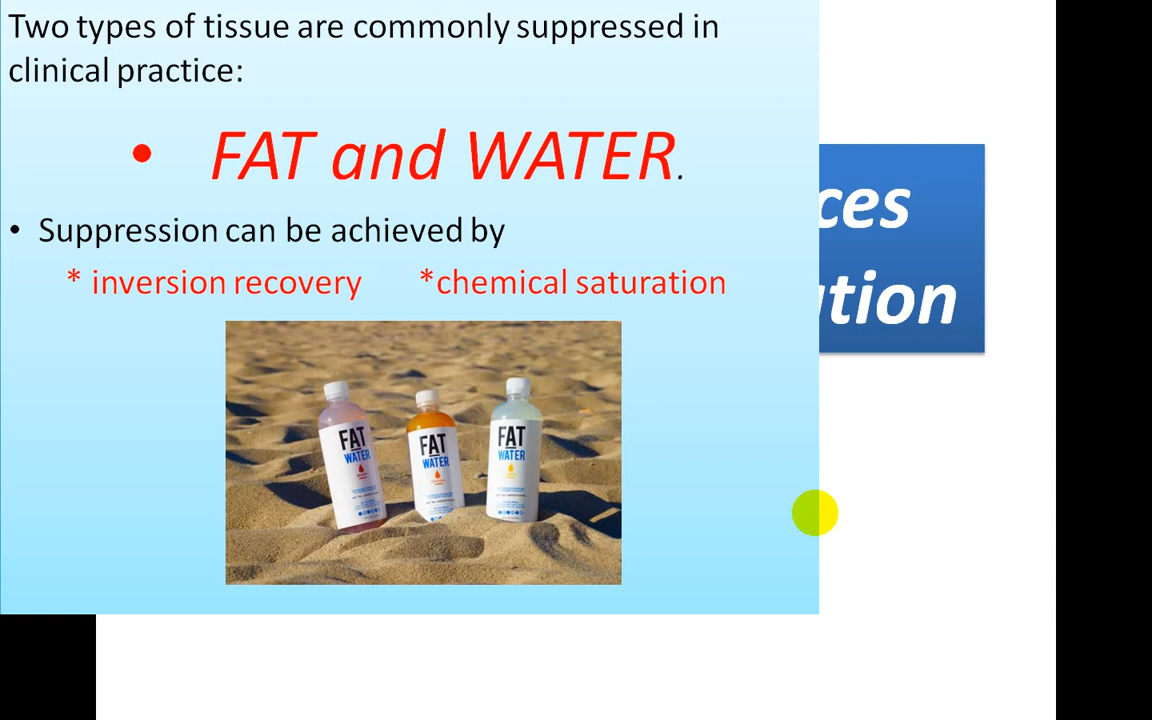 Two types of tissue are commonly suppressed in
clinical practice:
• FAT and WATER.
• Suppression can be achieved by
* inversion recovery *chemical saturation
ces
tion
FAT
WATER
FAT
WATER
FAT
WATER